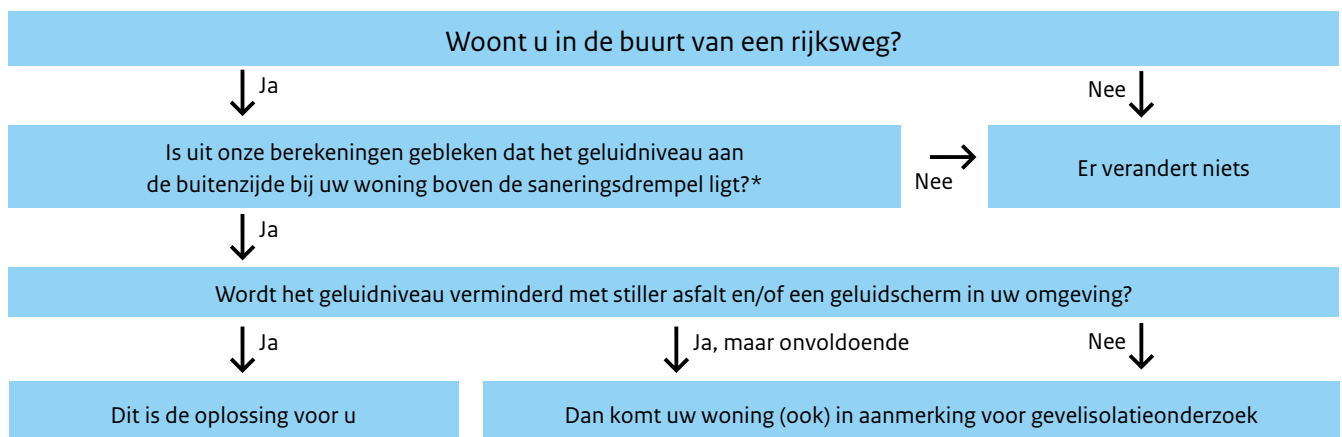 Woont u in de buurt van een rijksweg?
Ja
Nee
Is uit onze berekeningen gebleken dat het geluidniveau aan
de buitenzijde bij uw woning boven de saneringsdrempel ligt?*
Nee
Er verandert niets
Ja
Wordt het geluidniveau verminderd met stiller asfalt en/of een geluidscherm in uw omgeving?
Ja
Ja, maar onvoldoende
Nee
Dit is de oplossing voor u
Dan komt uw woning (ook) in aanmerking voor gevelisolatieonderzoek